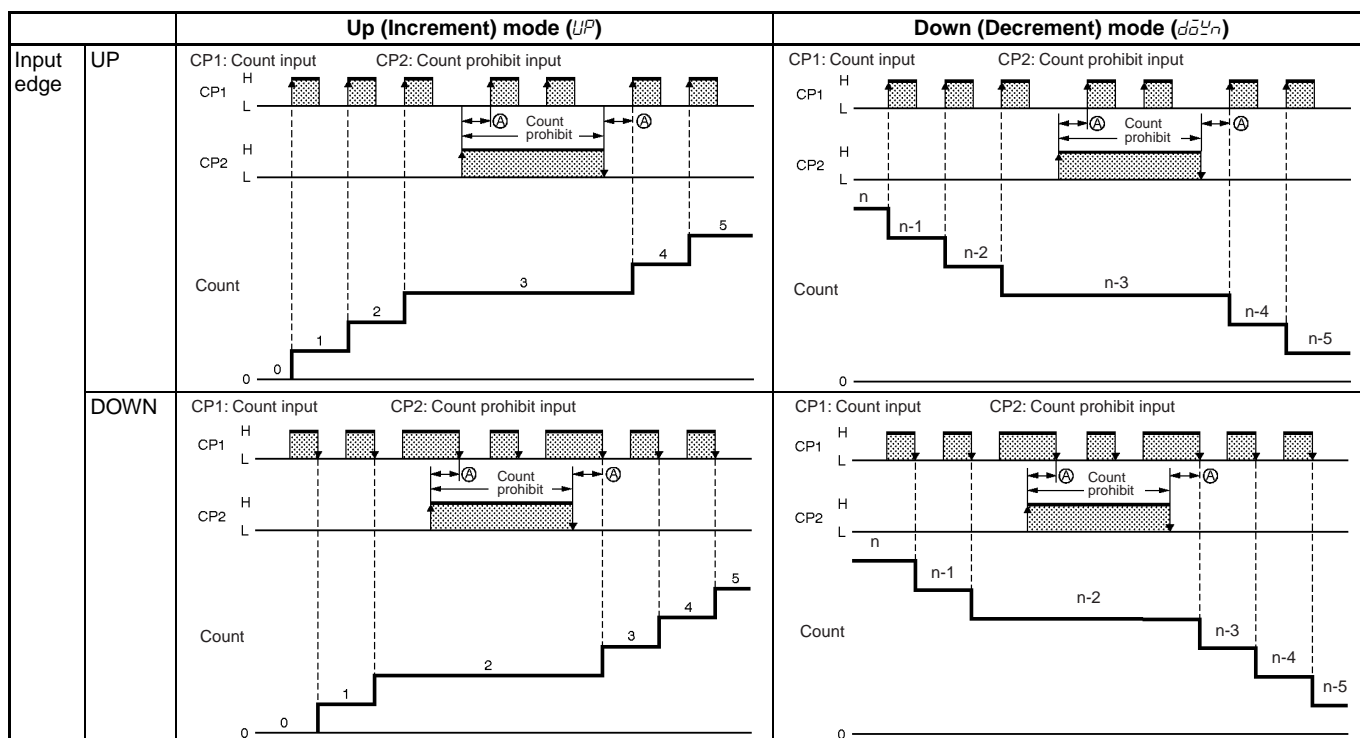 Up (Increment) mode (UP)
Down (Decrement) mode (doYn)
Input edge
UP
CP1: Count input CP2: Count prohibit input
CP1 H
L
Ⓐ Count prohibit Ⓐ
CP2 H
L
Count
0
0 1 2 3 4 5
CP1: Count input CP2: Count prohibit input
CP1 H
L
Ⓐ Count prohibit Ⓐ
CP2 H
L
Count
n n-1 n-2 n-3 n-4 n-5
0
DOWN
CP1: Count input CP2: Count prohibit input
CP1 H
L
Ⓐ Count prohibit Ⓐ
CP2 H
L
Count
0
0 1 2 3 4 5
CP1: Count input CP2: Count prohibit input
CP1 H
L
Ⓐ Count prohibit Ⓐ
CP2 H
L
Count
n n-1 n-2 n-3 n-4 n-5
0